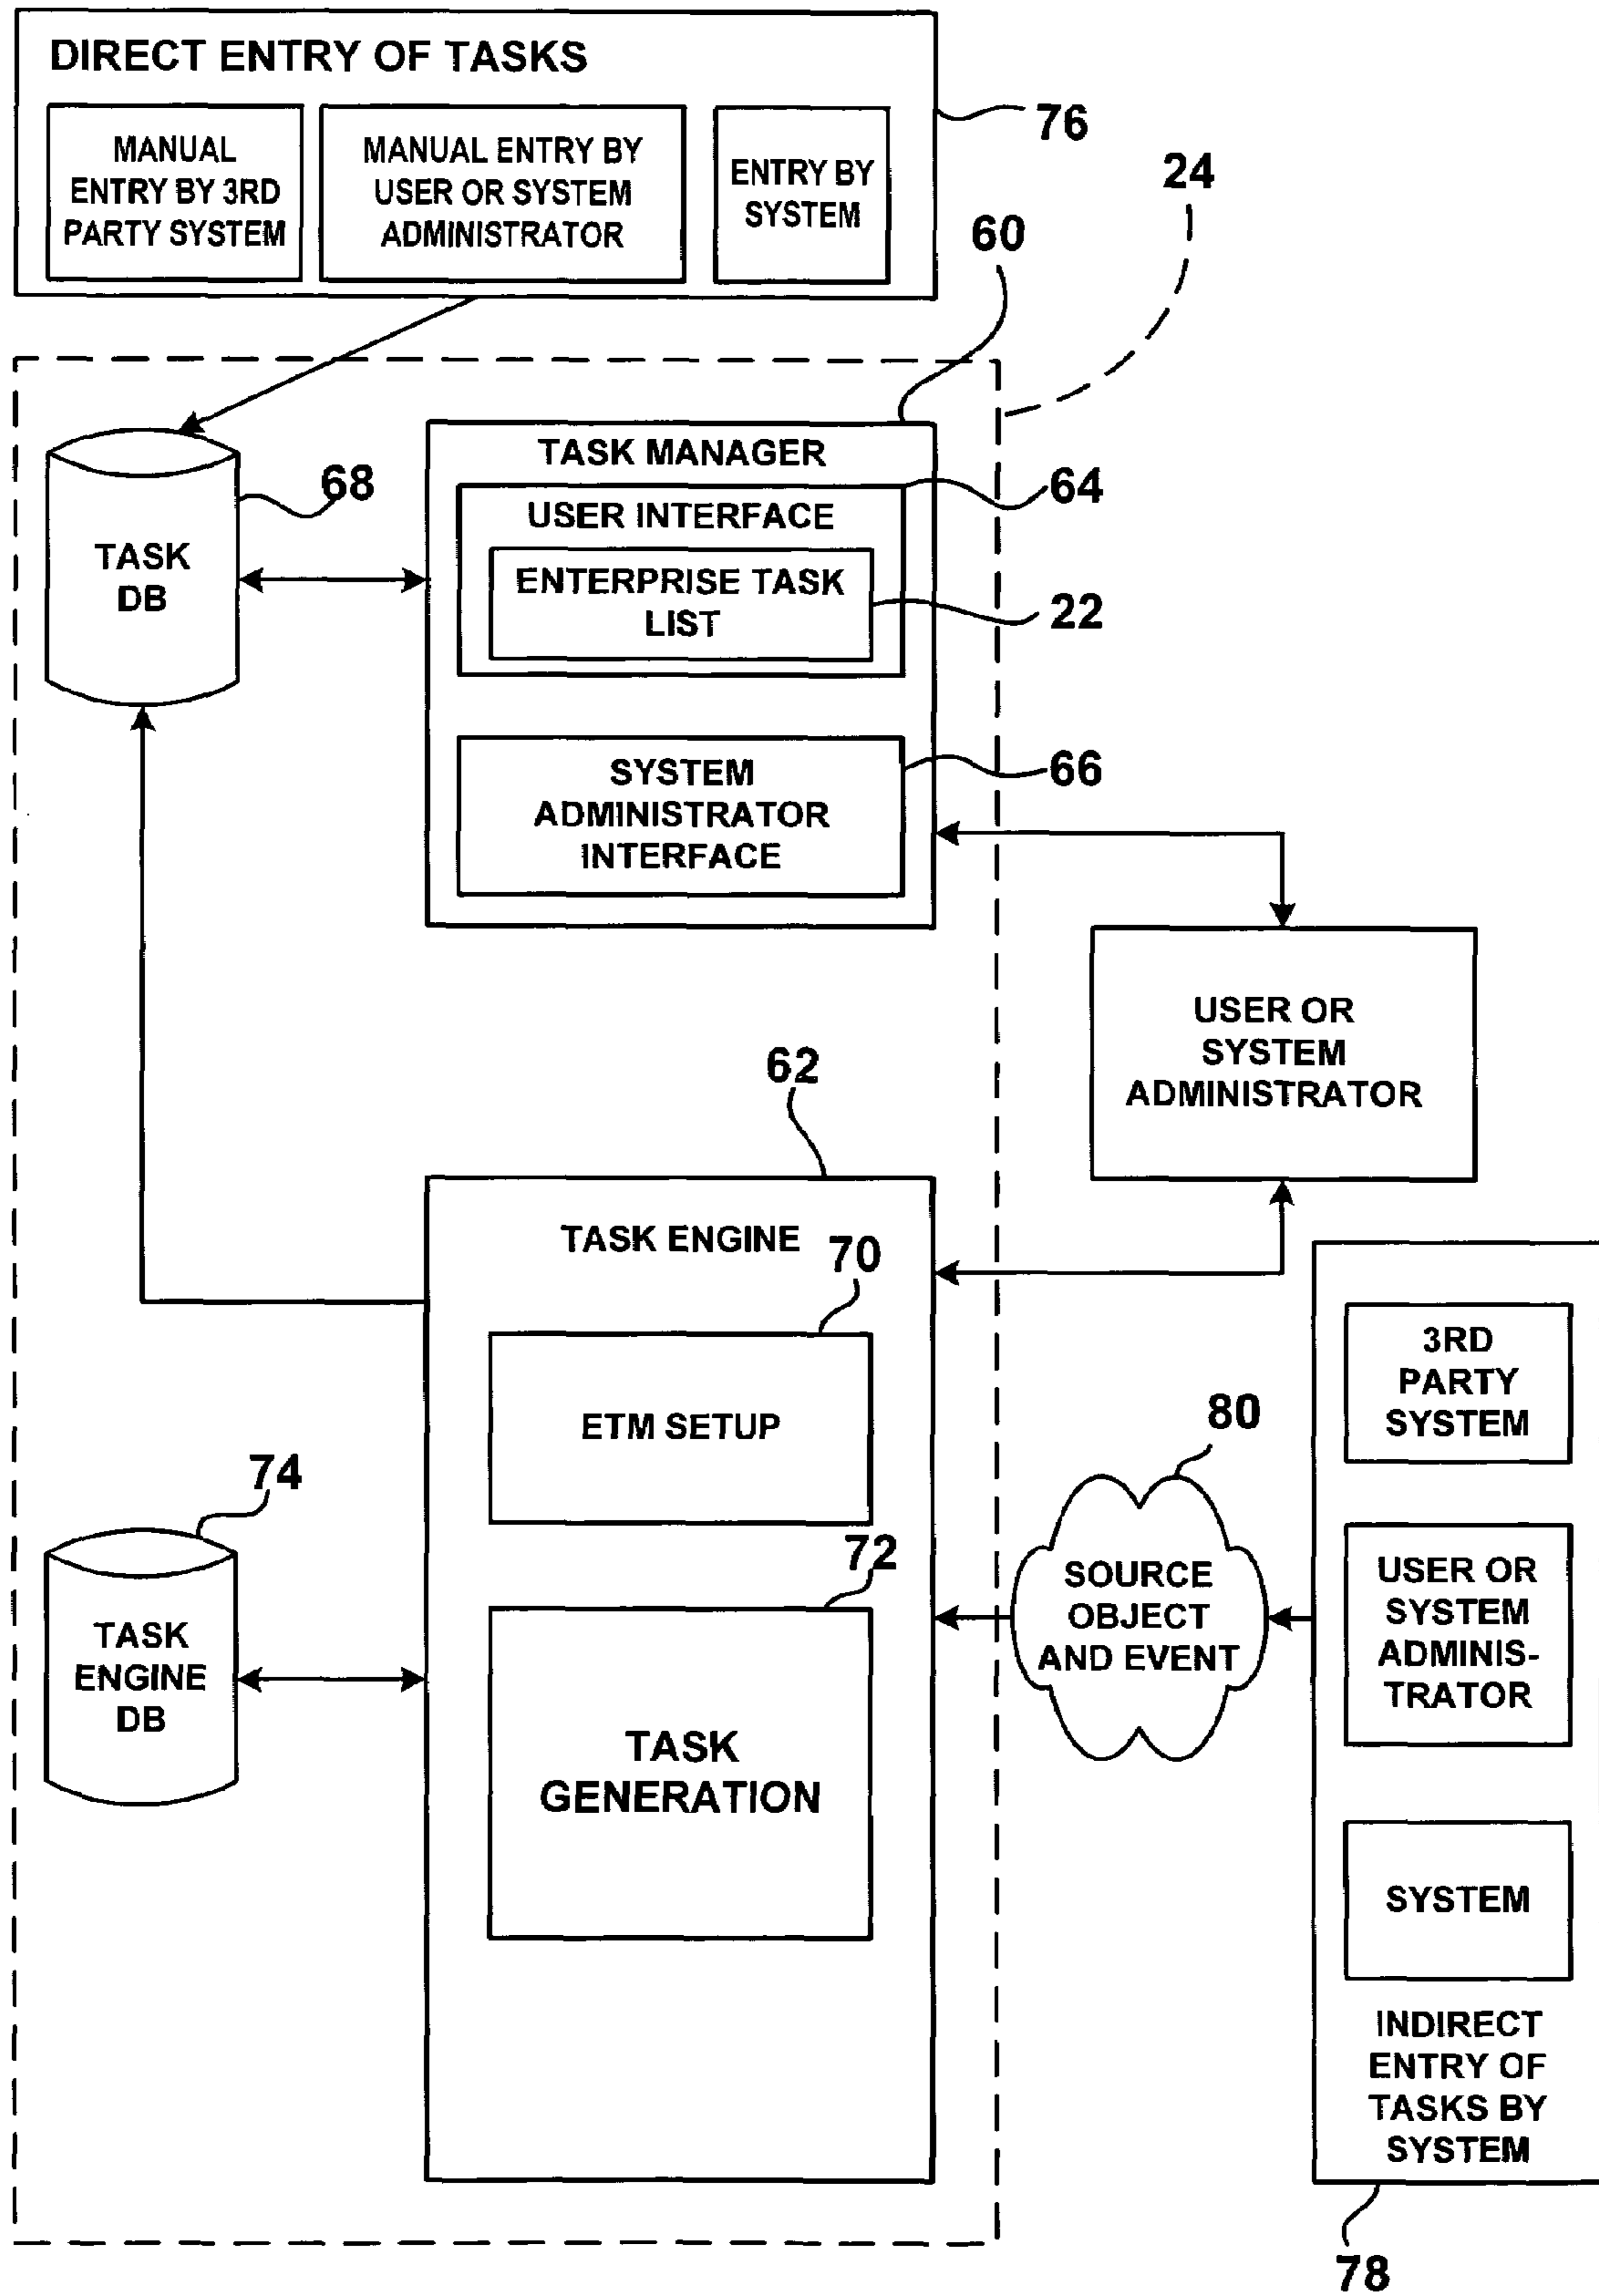 DIRECT ENTRY OF TASKS
MANUAL
ENTRY BY 3RD
PARTY SYSTEM
MANUAL ENTRY BY
USER OR SYSTEM
ADMINISTRATOR
ENTRY BY
SYSTEM
76
24
60
TASK MANAGER
64
USER INTERFACE
ENTERPRISE TASK
LIST
22
68
TASK
DB
SYSTEM
ADMINISTRATOR
INTERFACE
66
USER OR
SYSTEM
ADMINISTRATOR
62
TASK ENGINE
70
ETM SETUP
72
TASK
GENERATION
74
TASK
ENGINE
DB
80
SOURCE
OBJECT
AND EVENT
3RD
PARTY
SYSTEM
USER OR
SYSTEM
ADMINIS-
TRATOR
SYSTEM
INDIRECT
ENTRY OF
TASKS BY
SYSTEM
78